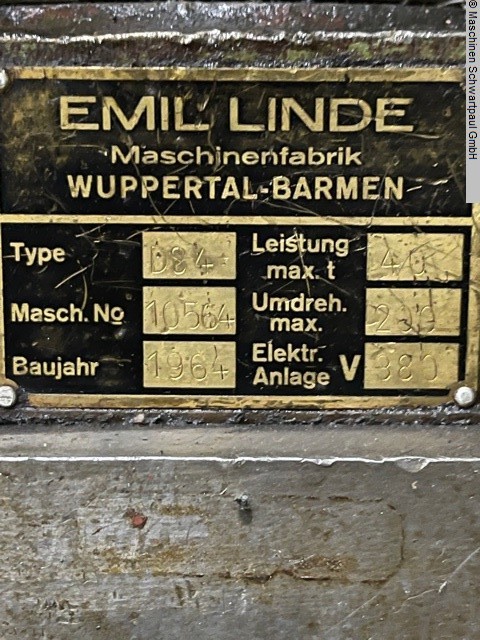 © Maschinen Schwartpaul GmbH
EMIL LINDE
Maschinenfabrik
WUPPERTAL-BARMEN
Type D84
Leistung max. t 40
Masch. No 10564
Umdreh. max.
Baujahr 1964
Elektr. Anlage V 380